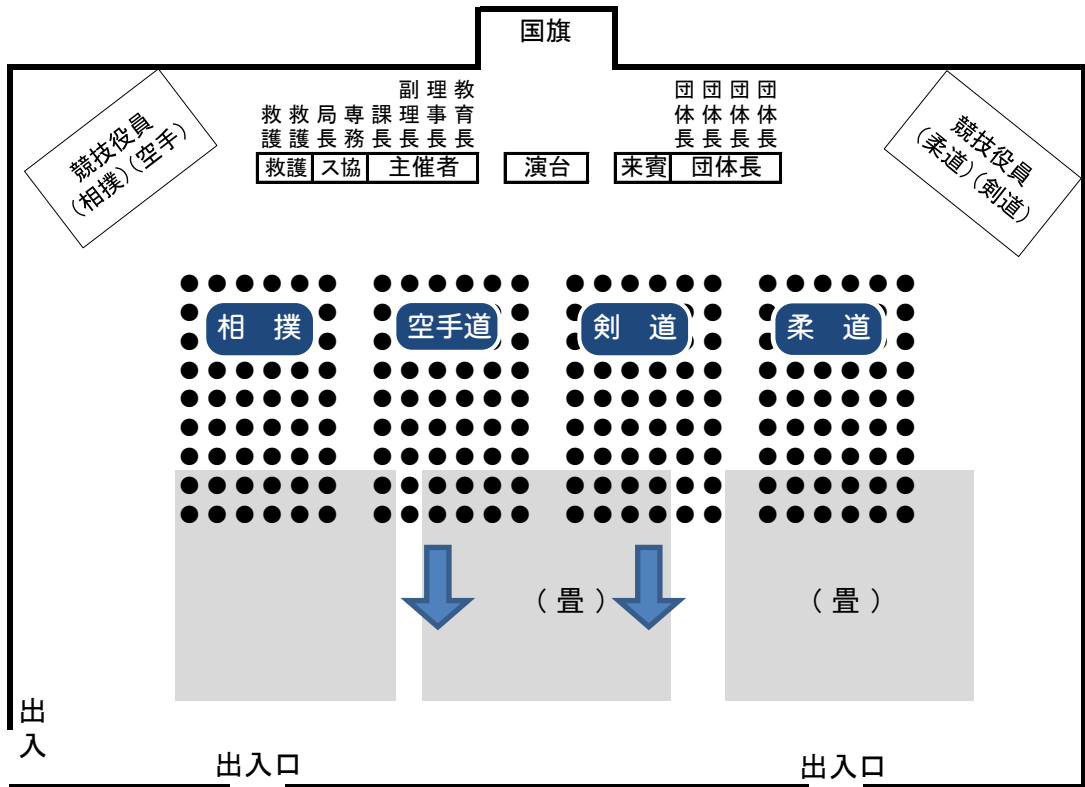 国旗
競技役員
（相撲）（空手）
救護
救護
局長
専務
課長
副理長
理事長
教育長
団体長
団体長
団体長
団体長
競技役員
（柔道）（剣道）
救護 ス協 主催者 演台 来賓 団体長
相　撲
空手道
剣　道
柔　道
（ 畳 ）
（ 畳 ）
出入
出入口
出入口